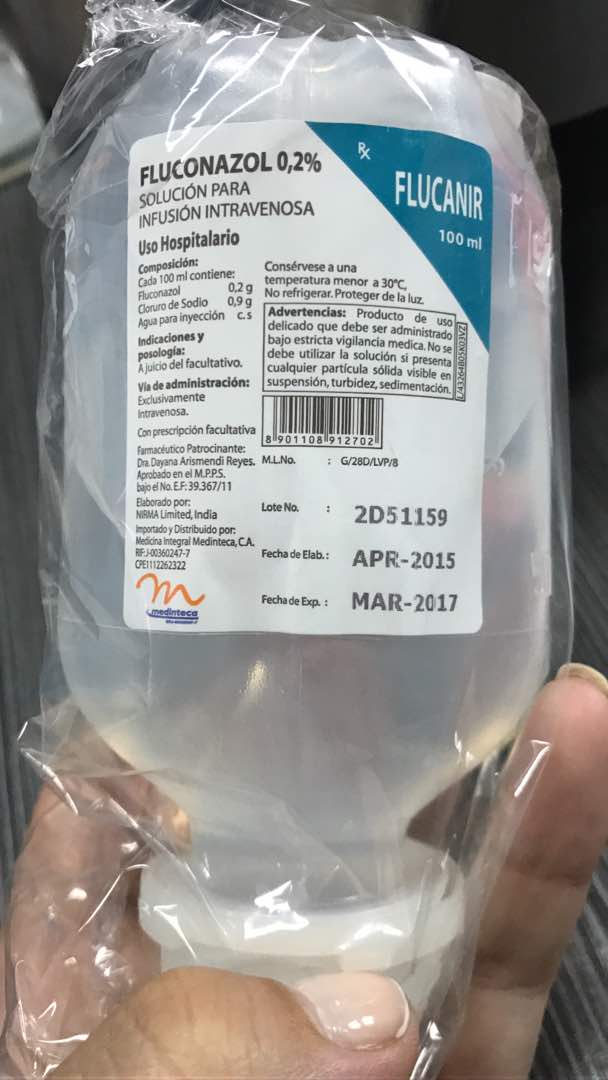 FLUCONAZOL 0,2%
SOLUCIÓN PARA
INFUSIÓN INTRAVENOSA
Uso Hospitalario
Rx
FLUCANIR
100 ml
Composición:
Cada 100 ml contiene:
Fluconazol 0,2 g
Cloruro de Sodio 0,9 g
Agua para inyección c.s
Indicaciones y
posología:
A juicio del facultativo.
Vía de administración:
Exclusivamente
Intravenosa.
Con prescripción facultativa
Consérvese a una
temperatura menor a 30°C,
No refrigerar. Proteger de la luz.
Advertencias: Producto de uso
delicado que debe ser administrado
bajo estricta vigilancia medica. No se
debe utilizar la solución si presenta
cualquier partícula sólida visible en
suspensión, turbidez, sedimentación.
8 901108 912702
Farmacéutico Patrocinante:
Dra. Dayana Arismendi Reyes.
Aprobado en el M.P.P.S.
bajo el No. E.F: 39.367/11
Elaborado por:
NIRMA Limited, India
Importado y Distribuido por:
Medicina Integral Medinteca, C.A.
RIF: J-00360247-7
CPE1112262322
medinteca
M.L.No. : G/28D/LVP/8
Lote No. : 2D51159
Fecha de Elab.: APR-2015
Fecha de Exp. : MAR-2017